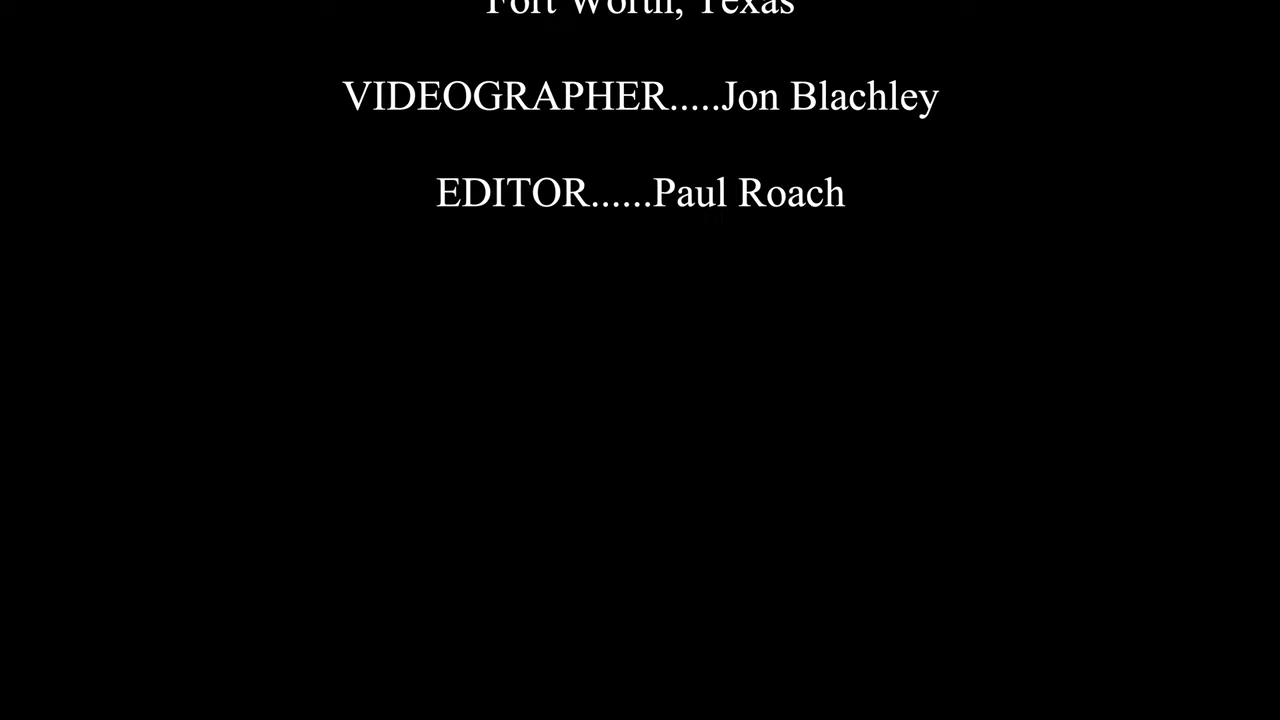 Fort Worth, Texas
VIDEOGRAPHER.....Jon Blachley
EDITOR......Paul Roach